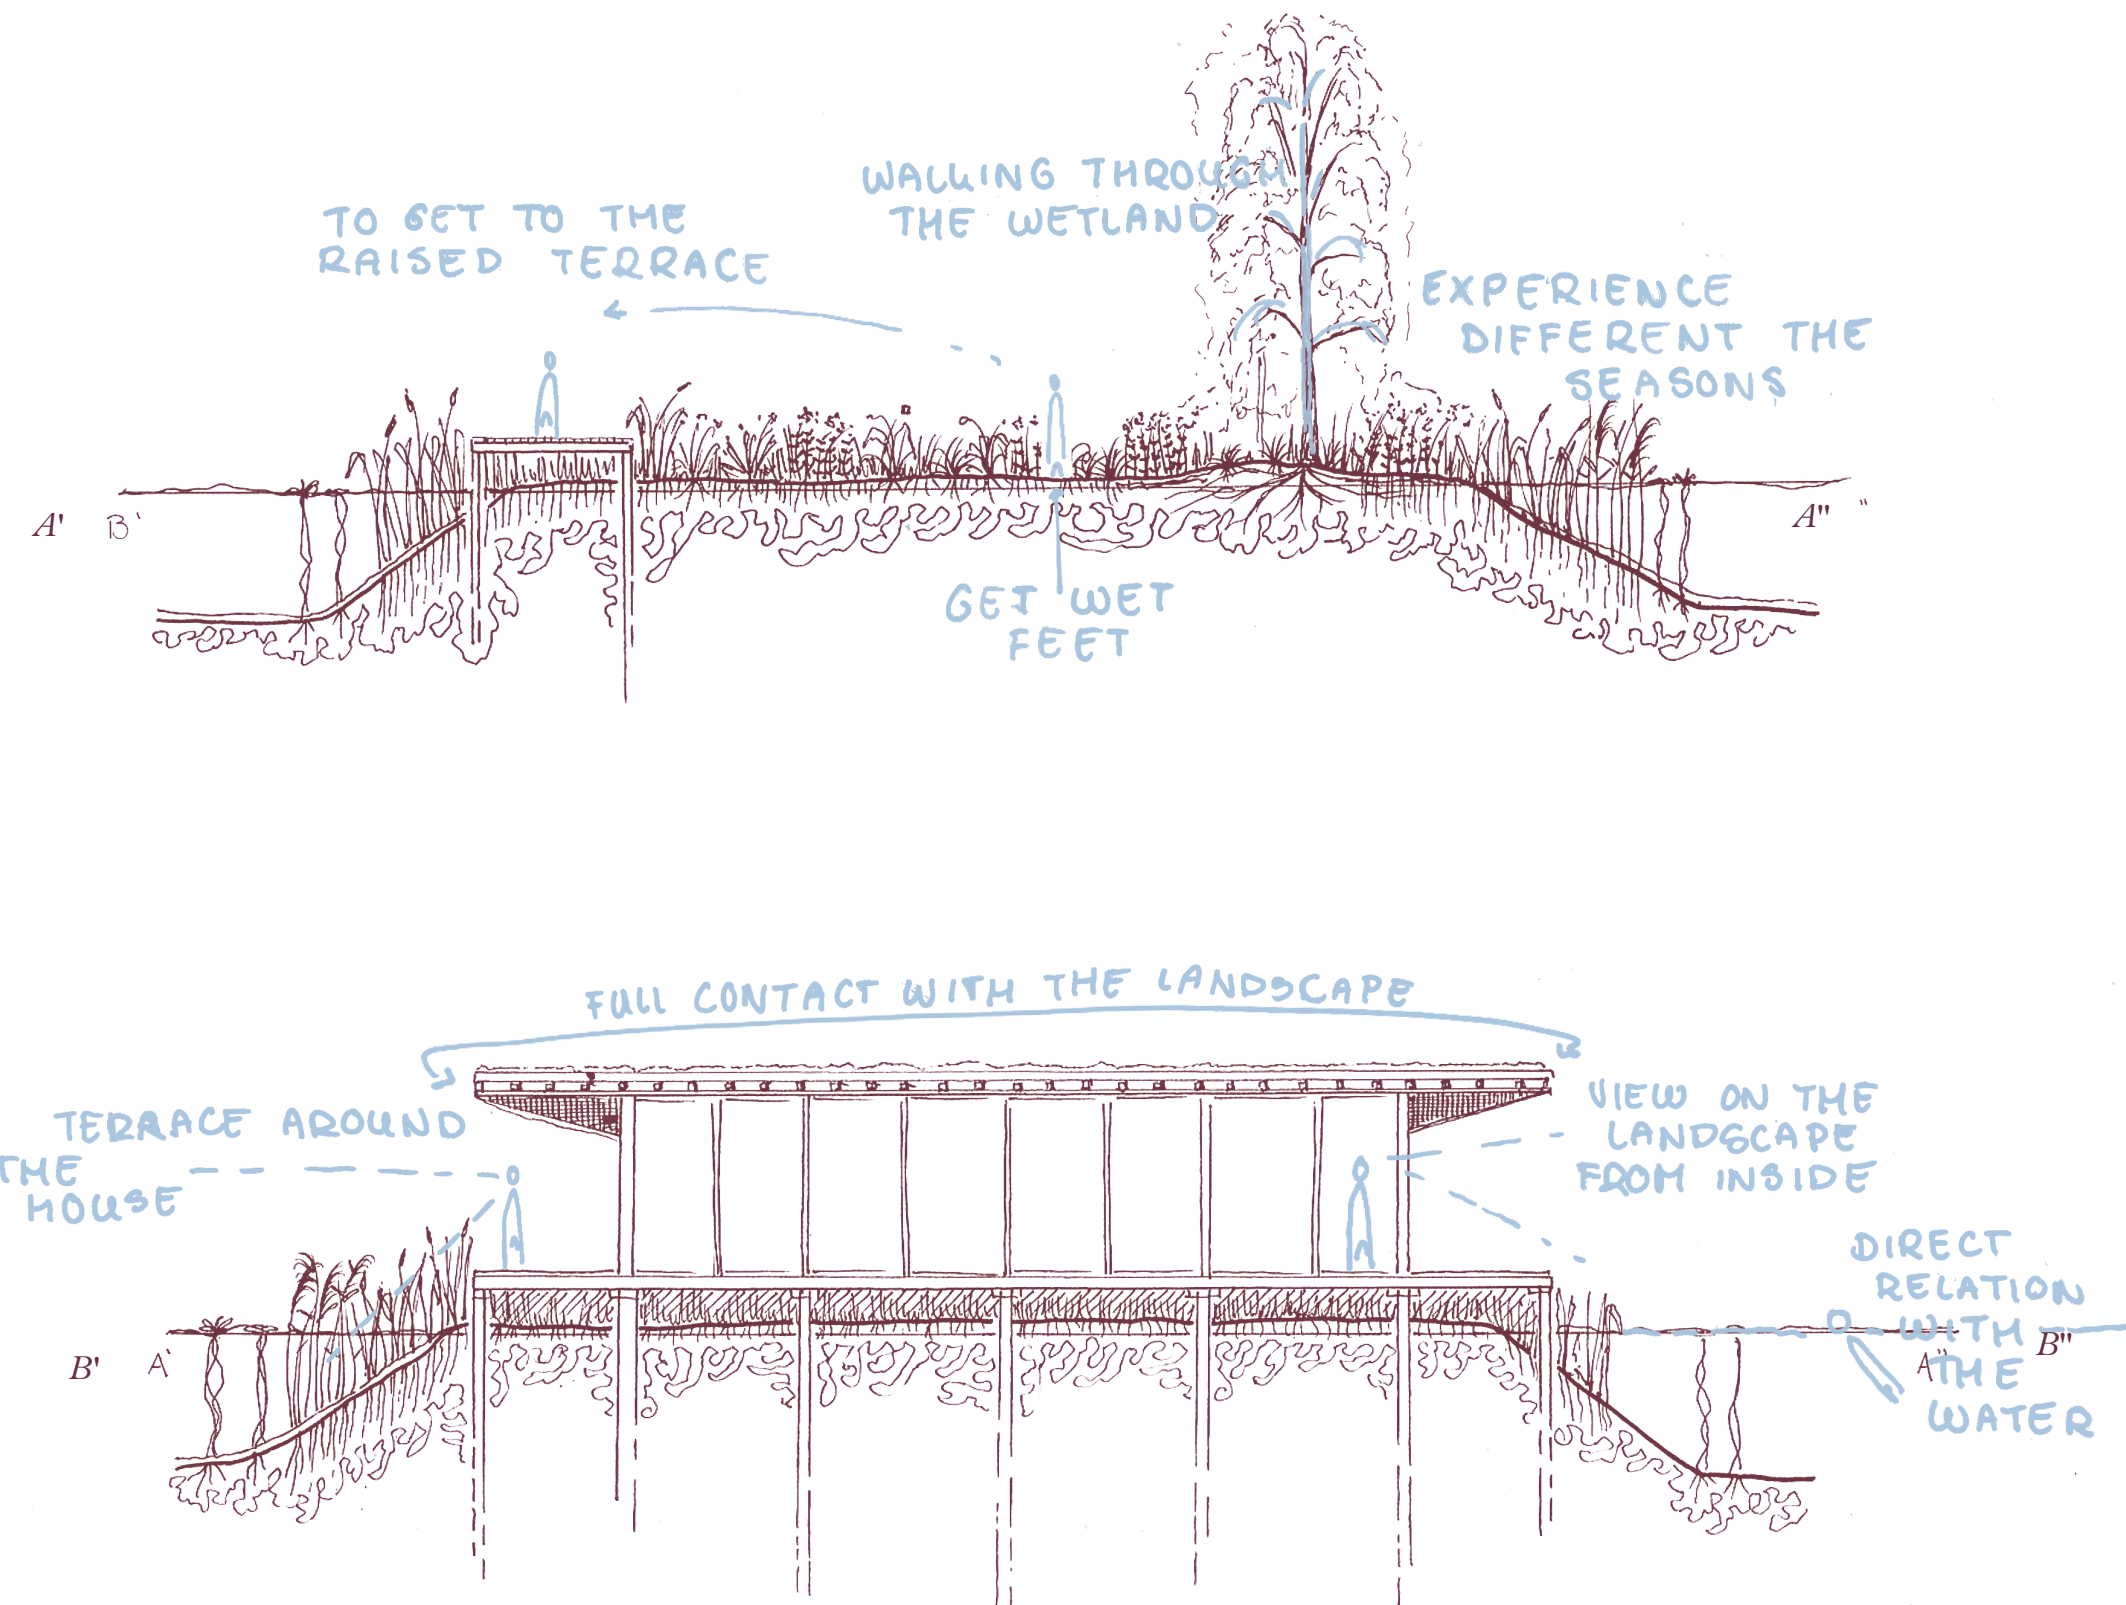 WALKING THROUGH
THE WETLAND
TO GET TO THE
RAISED TERRACE
EXPERIENCE
DIFFERENT THE
SEASONS
A' B' A" "
GET WET
FEET
FULL CONTACT WITH THE LANDSCAPE
TERRACE AROUND
THE
HOUSE
VIEW ON THE
LANDSCAPE
FROM INSIDE
DIRECT
RELATION
WITH
THE
WATER
B' A' A" B"